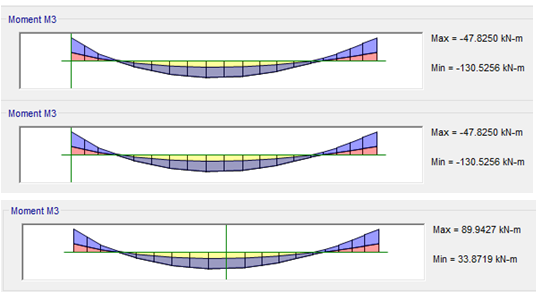 Moment M3
Max = -47.8250 kN-m
Min = -130.5256 kN-m
Moment M3
Max = -47.8250 kN-m
Min = -130.5256 kN-m
Moment M3
Max = 89.9427 kN-m
Min = 33.8719 kN-m